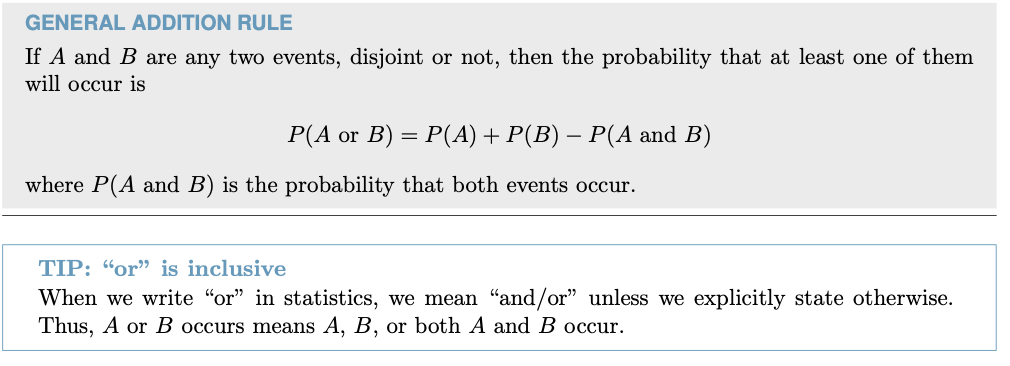 GENERAL ADDITION RULE
If A and B are any two events, disjoint or not, then the probability that at least one of them
will occur is
P(A or B) = P(A) + P(B) − P(A and B)
where P(A and B) is the probability that both events occur.
TIP: “or” is inclusive
When we write “or” in statistics, we mean “and/or” unless we explicitly state otherwise.
Thus, A or B occurs means A, B, or both A and B occur.